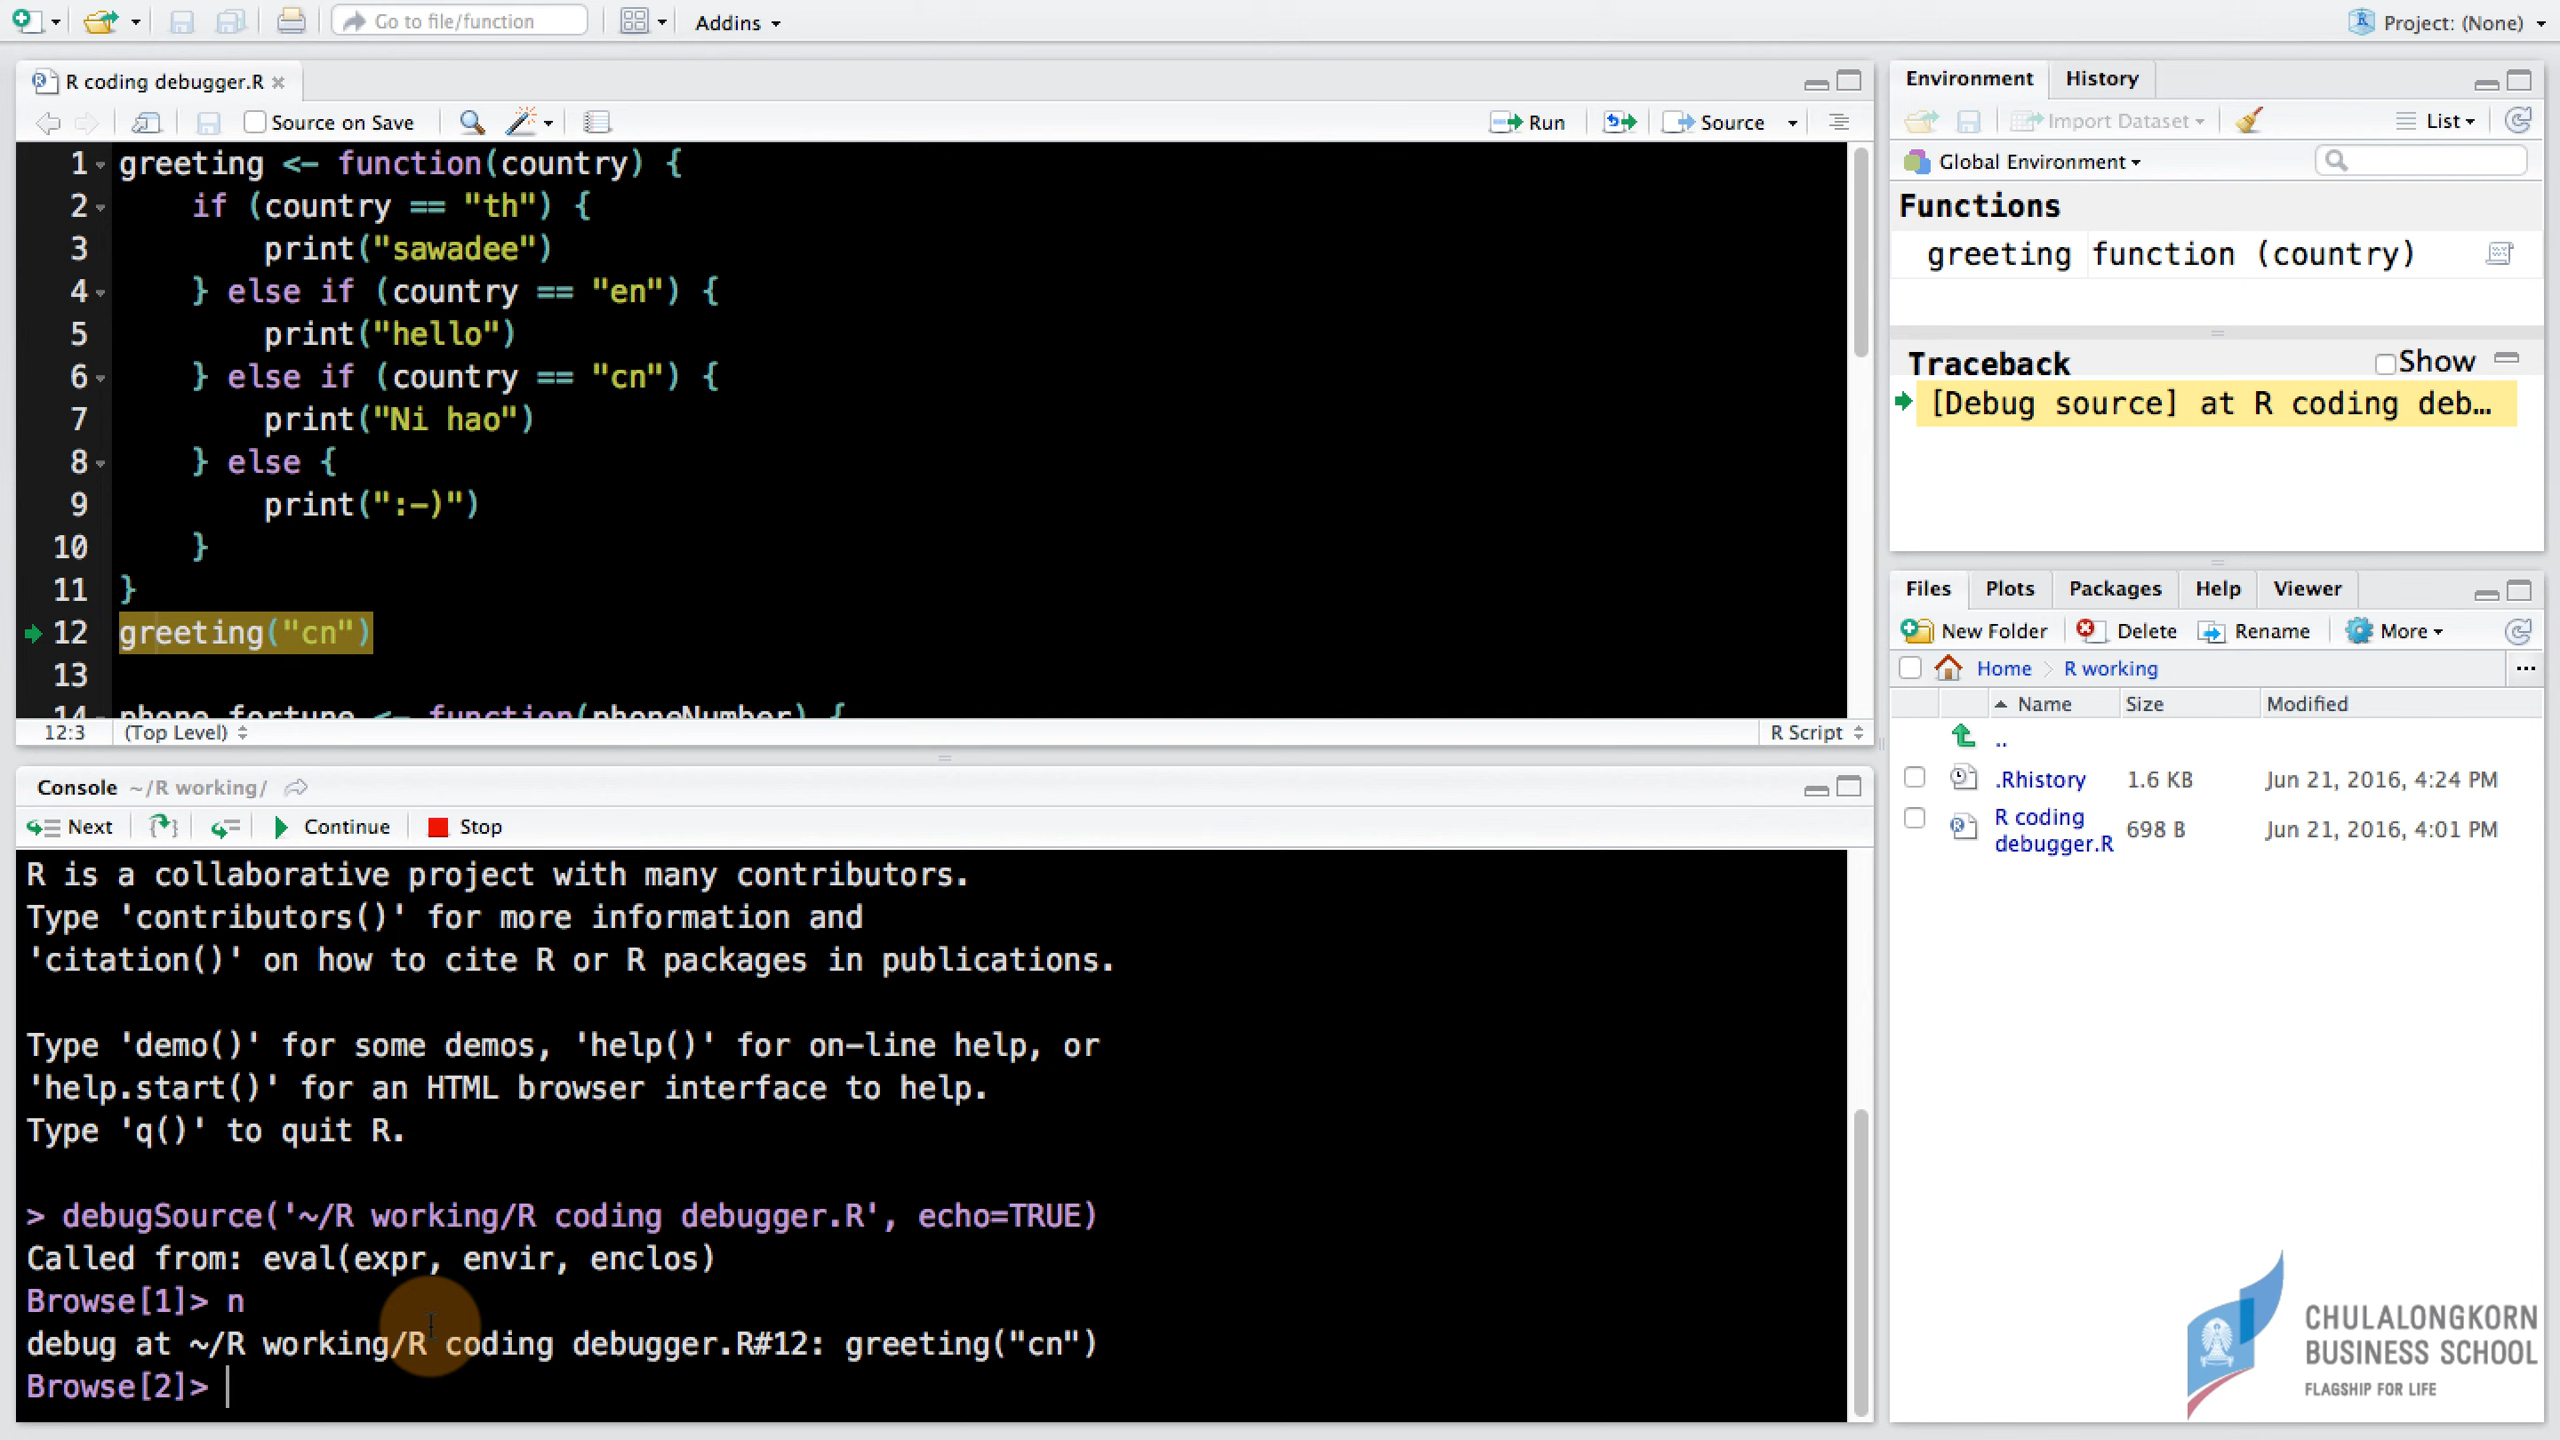 Go to file/function
Addins
Project: (None)
R coding debugger.R
Source on Save
Run
Source
1 greeting <- function(country) {
2 if (country == "th") {
3 print("sawadee")
4 } else if (country == "en") {
5 print("hello")
6 } else if (country == "cn") {
7 print("Ni hao")
8 } else {
9 print(":-)")
10 }
11 }
12 greeting("cn")
13
14 phone_fortune <- function(phoneNumber) {
12:3 (Top Level) R Script
Console ~/R working/
Next Continue Stop
R is a collaborative project with many contributors.
Type 'contributors()' for more information and
'citation()' on how to cite R or R packages in publications.
Type 'demo()' for some demos, 'help()' for on-line help, or
'help.start()' for an HTML browser interface to help.
Type 'q()' to quit R.
> debugSource('~/R working/R coding debugger.R', echo=TRUE)
Called from: eval(expr, envir, enclos)
Browse[1]> n
debug at ~/R working/R coding debugger.R#12: greeting("cn")
Browse[2]>
Environment History
Import Dataset List
Global Environment
Functions
greeting function (country)
Traceback Show
[Debug source] at R coding deb…
Files Plots Packages Help Viewer
New Folder Delete Rename More
Home R working ...
Name Size Modified
..
.Rhistory 1.6 KB Jun 21, 2016, 4:24 PM
R coding
debugger.R 698 B Jun 21, 2016, 4:01 PM
CHULALONGKORN
BUSINESS SCHOOL
FLAGSHIP FOR LIFE